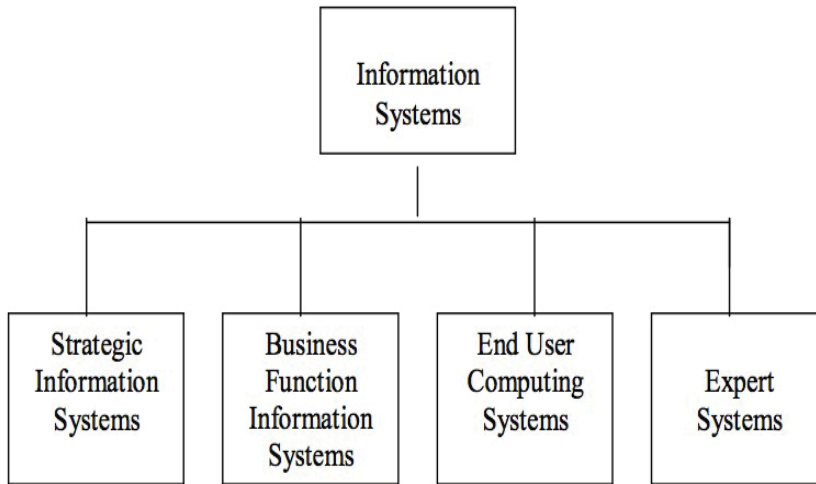 Information
Systems
Strategic
Information
Systems
Business
Function
Information
Systems
End User
Computing
Systems
Expert
Systems